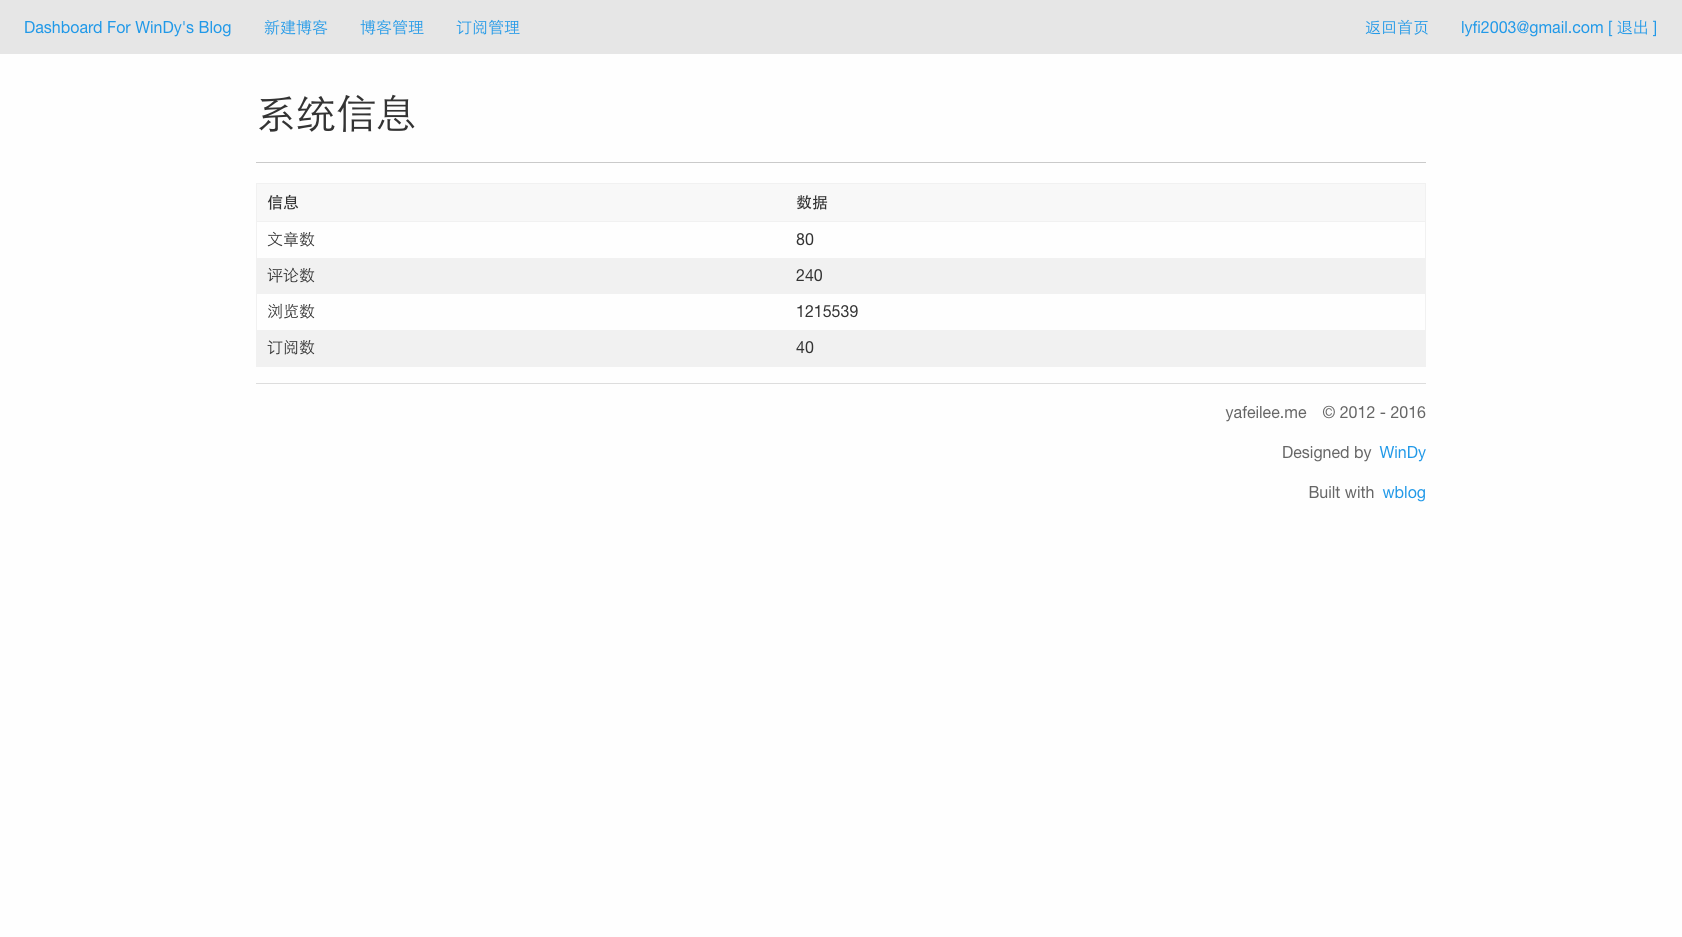 Dashboard For WinDy's Blog 新建博客 博客管理 订阅管理 返回首页 lyfi2003@gmail.com [ 退出 ]
系统信息
信息 数据
文章数 80
评论数 240
浏览数 1215539
订阅数 40
yafeilee.me © 2012 - 2016
Designed by WinDy
Built with wblog